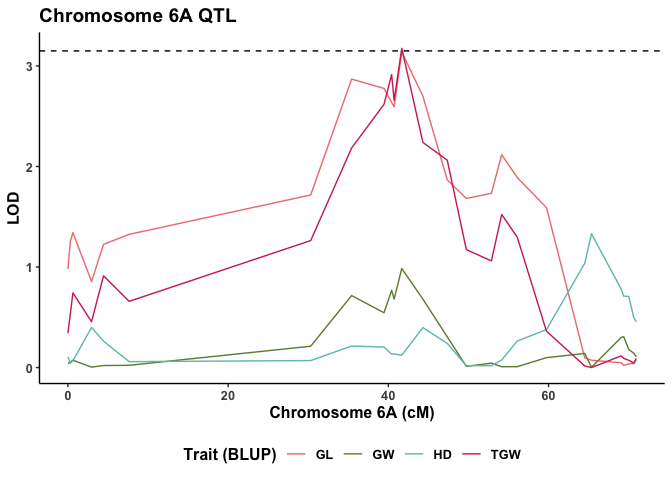 Chromosome 6A QTL
3
2
1
0
LOD
0 20 40 60
Chromosome 6A (cM)
Trait (BLUP) GL GW HD TGW